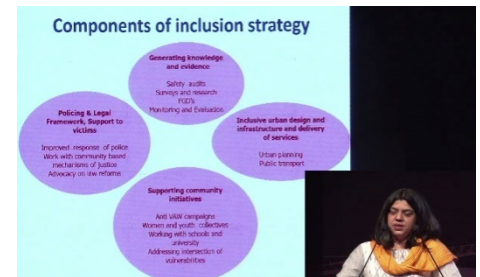 Components of inclusion strategy
Generating knowledge
and evidence
Safety audits
Surveys and research
FGD's
Monitoring and Evaluation
Policing & Legal
Framework, Support to
victims
Improved response of police
Work with community based
mechanisms of justice
Advocacy on law reforms
Inclusive urban design and
infrastructure and delivery
of services
Urban planning
Public transport
Supporting community
initiatives
Anti VAW campaigns
Women and youth collectives
Working with schools and
university
Addressing intersection of
vulnerabilities